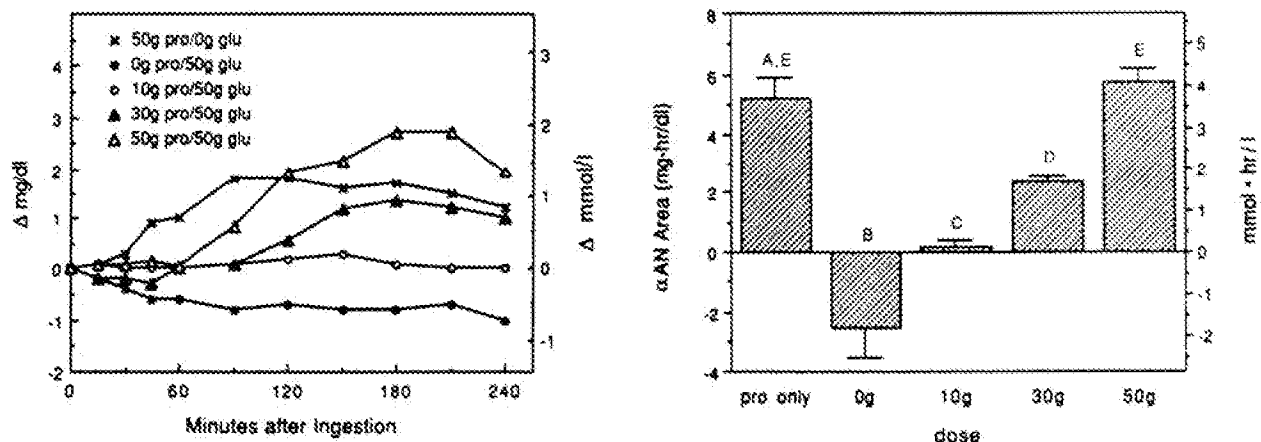 4
3
2
1
0
-1
-2
Δ mg/dl
50g pro/0g glu
0g pro/50g glu
10g pro/50g glu
30g pro/50g glu
50g pro/50g glu
3
2
1
0
-1
Δ mmol/l
0 60 120 180 240
Minutes after Ingestion
8
6
4
2
0
-2
-4
αAN Area (mg·hr/dl)
A,E
B
C
D
E
5
4
3
2
1
0
-1
-2
mmol · hr / l
pro only 0g 10g 30g 50g
dose